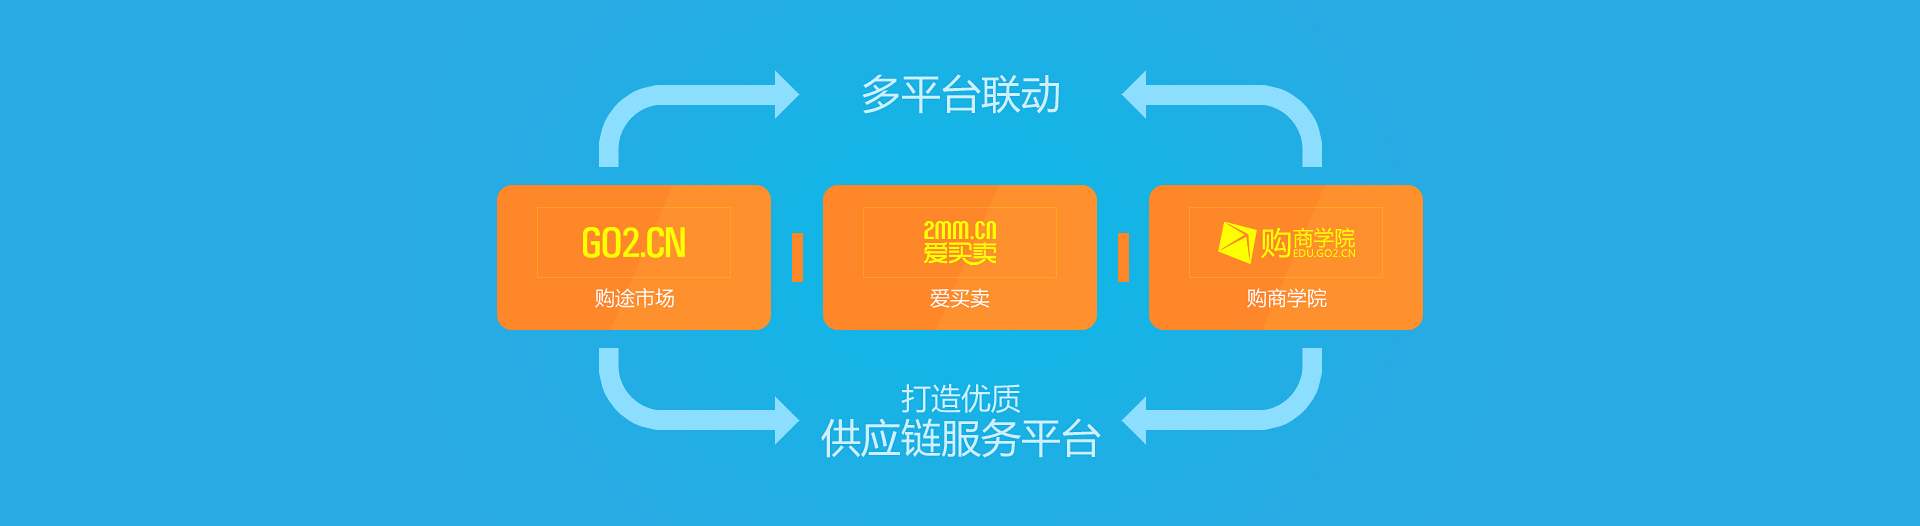 多平台联动
GO2.CN
购途市场
2mm.cn
爱买卖
爱买卖
购商学院
EDU.GO2.CN
购商学院
打造优质
供应链服务平台